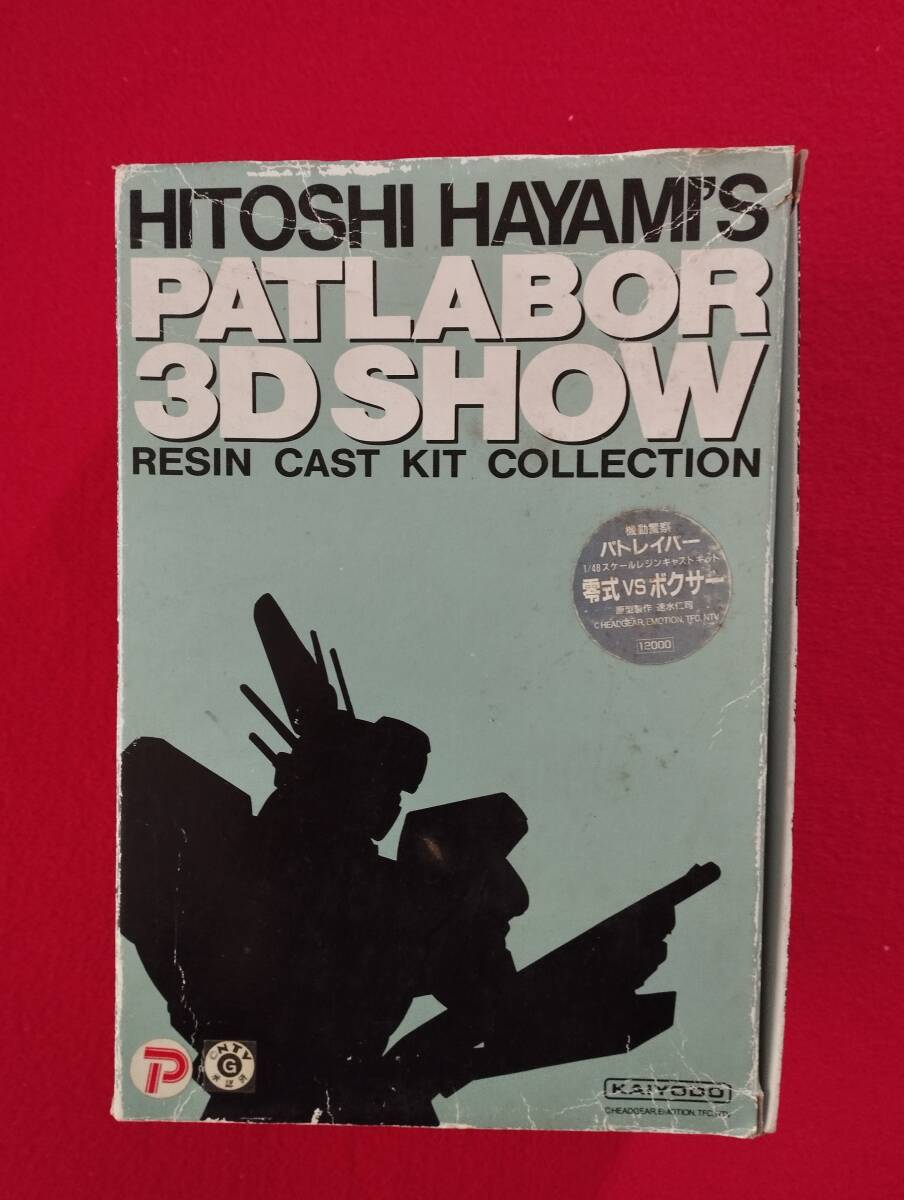 HITOSHI HAYAMI'S
PATLABOR
3D SHOW
RESIN CAST KIT COLLECTION
機動警察
パトレイバー
1/48スケールレジンキャストキット
零式VSボクサー
原型製作 速水仁司
©HEADGEAR, EMOTION, TFC, NTV
12000
P
NTV
G
KAIYODO
©HEADGEAR, EMOTION, TFC, NTV